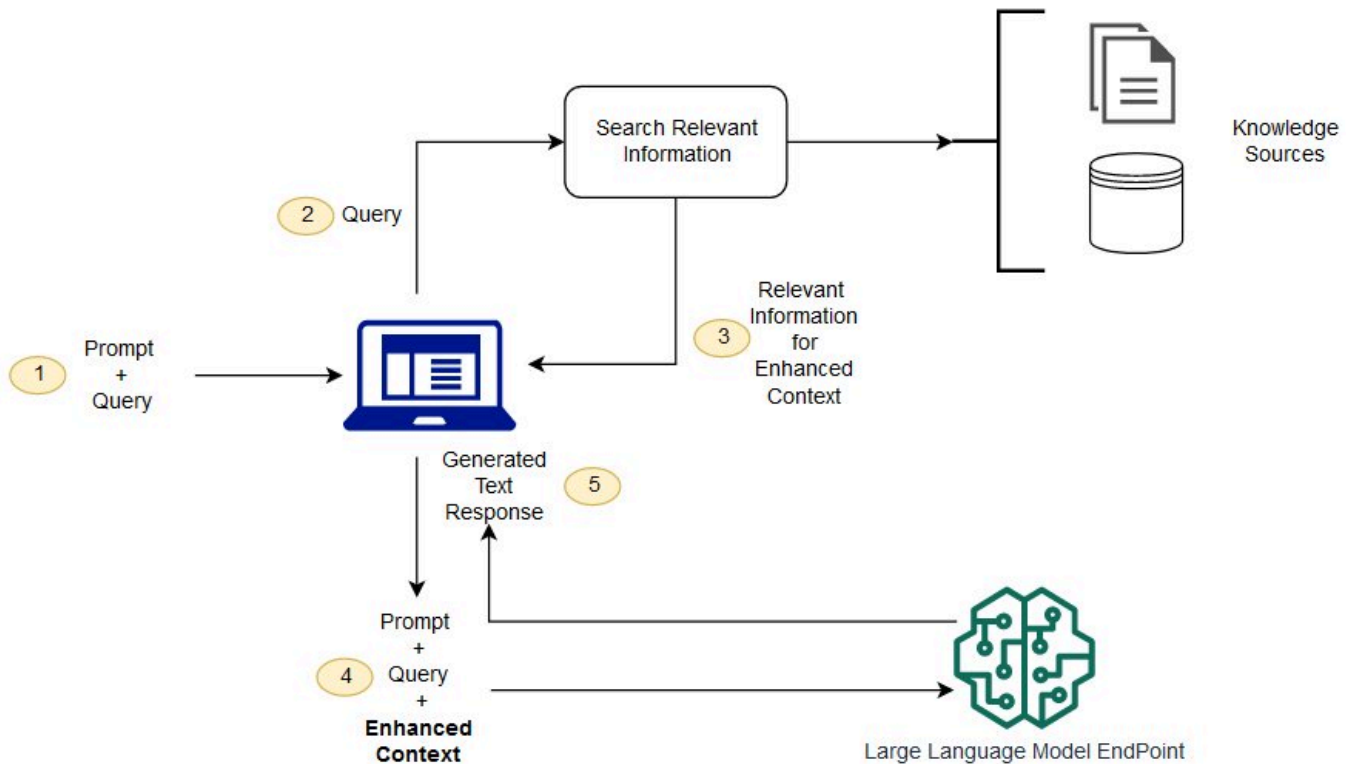 Search Relevant
Information
Knowledge
Sources
2
Query
Relevant
Information
for
Enhanced
Context
3
1
Prompt
+
Query
Generated
Text
Response
5
Prompt
+
Query
+
Enhanced
Context
4
Large Language Model EndPoint